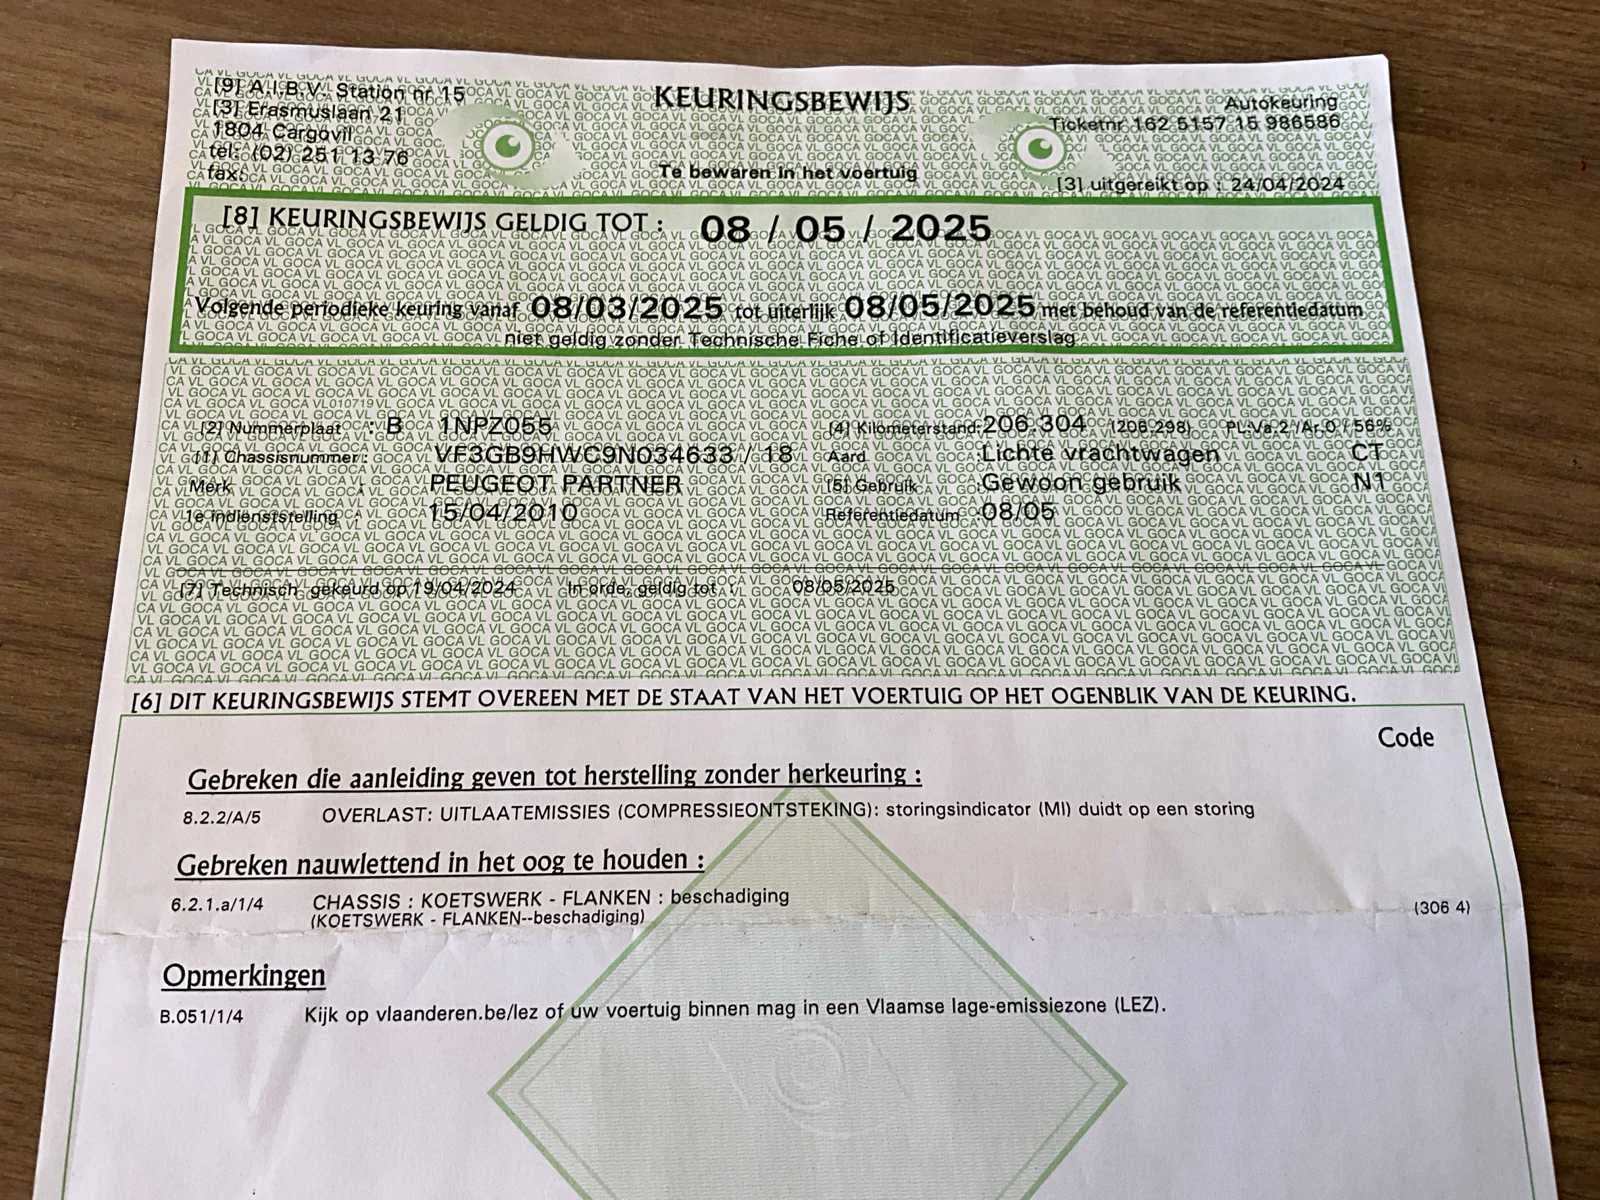 [9] A.I.B.V. Station nr 15
[3] Erasmuslaan 21
1804 Cargovil
tel: (02) 251 13 76
fax:
KEURINGSBEWIJS
Te bewaren in het voertuig
Autokeuring
Ticketnr 162 5157 15 986586
[3] uitgereikt op : 24/04/2024
[8] KEURINGSBEWIJS GELDIG TOT : 08 / 05 / 2025
Volgende periodieke keuring vanaf 08/03/2025 tot uiterlijk 08/05/2025 met behoud van de referentiedatum
niet geldig zonder Technische Fiche of Identificatieverslag
[2] Nummerplaat : B 1NPZ055 [4] Kilometerstand: 206.304 (206.298) PL:Va.2 /Ar.0 / 56%
[1] Chassisnummer: VF3GB9HWC9N034633 / 18 Aard :Lichte vrachtwagen CT
Merk : PEUGEOT PARTNER [5] Gebruik :Gewoon gebruik N1
1e indienststelling : 15/04/2010 Referentiedatum :08/05
[7] Technisch gekeurd op 19/04/2024 In orde, geldig tot : 08/05/2025
[6] DIT KEURINGSBEWIJS STEMT OVEREEN MET DE STAAT VAN HET VOERTUIG OP HET OGENBLIK VAN DE KEURING.
Code
Gebreken die aanleiding geven tot herstelling zonder herkeuring :
8.2.2/A/5 OVERLAST: UITLAATEMISSIES (COMPRESSIEONTSTEKING): storingsindicator (MI) duidt op een storing
Gebreken nauwlettend in het oog te houden :
6.2.1.a/1/4 CHASSIS : KOETSWERK - FLANKEN : beschadiging
(KOETSWERK - FLANKEN--beschadiging) (306 4)
Opmerkingen
B.051/1/4 Kijk op vlaanderen.be/lez of uw voertuig binnen mag in een Vlaamse lage-emissiezone (LEZ).